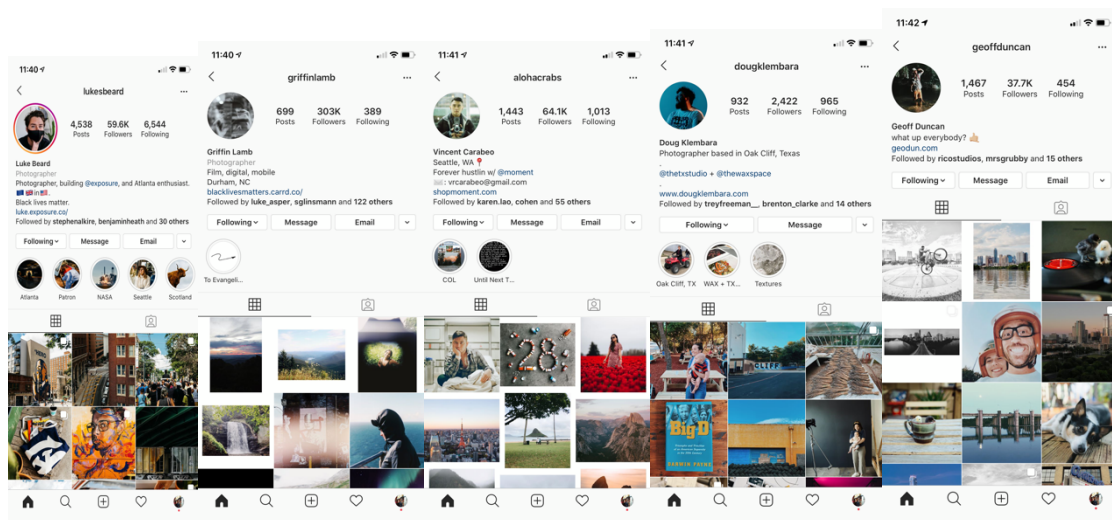 11:40
lukesbeard
4,538
Posts
59.6K
Followers
6,544
Following
Luke Beard
Photographer
Photographer, building @exposure, and Atlanta enthusiast.
in
Black lives matter.
luke.exposure.co/
Followed by stephenalkire, benjaminheath and 30 others
Following
Message
Email
Atlanta
Patron
NASA
Seattle
Scotland
11:40
griffinlamb
699
Posts
303K
Followers
389
Following
Griffin Lamb
Photographer
Film, digital, mobile
Durham, NC
blacklivesmatters.carrd.co/
Followed by luke_asper, sglinsmann and 122 others
Following
Message
Email
To Evangeli...
11:41
alohacrabs
1,443
Posts
64.1K
Followers
1,013
Following
Vincent Carabeo
Seattle, WA
Forever hustlin w/ @moment
: vrcarabeo@gmail.com
shopmoment.com
Followed by karen.lao, cohen and 55 others
Following
Message
Email
COL
Until Next T...
28
11:41
dougklembara
932
Posts
2,422
Followers
965
Following
Doug Klembara
Photographer based in Oak Cliff, Texas
.
@thetxstudio + @thewaxspace
.
www.dougklembara.com
Followed by treyfreeman__, brenton_clarke and 14 others
Following
Message
Oak Cliff, TX
WAX + TX...
Textures
CLIFF
Big D
DARWIN PAYNE
11:42
geoffduncan
1,467
Posts
37.7K
Followers
454
Following
Geoff Duncan
what up everybody?
geodun.com
Followed by ricostudios, mrsgrubby and 15 others
Following
Message
Email